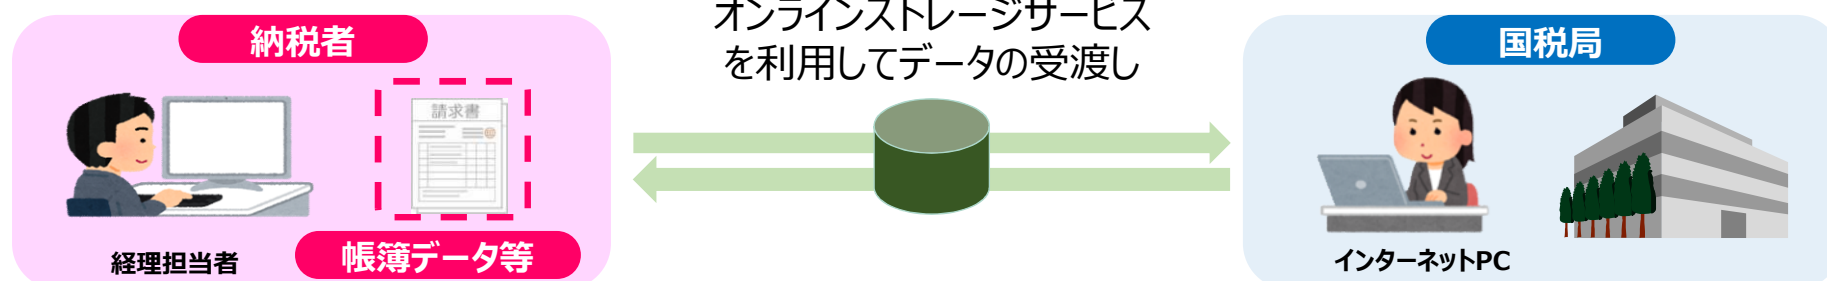 納税者
請求書
経理担当者
帳簿データ等
オンラインストレージサービス
を利用してデータの受渡し
国税局
インターネットPC